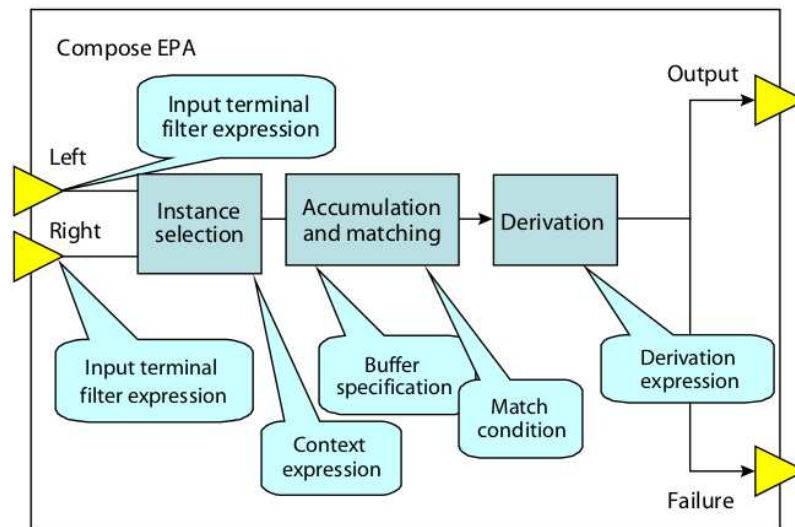 Compose EPA
Input terminal
filter expression
Output
Left
Instance
selection
Accumulation
and matching
Derivation
Right
Input terminal
filter expression
Buffer
specification
Derivation
expression
Match
condition
Context
expression
Failure